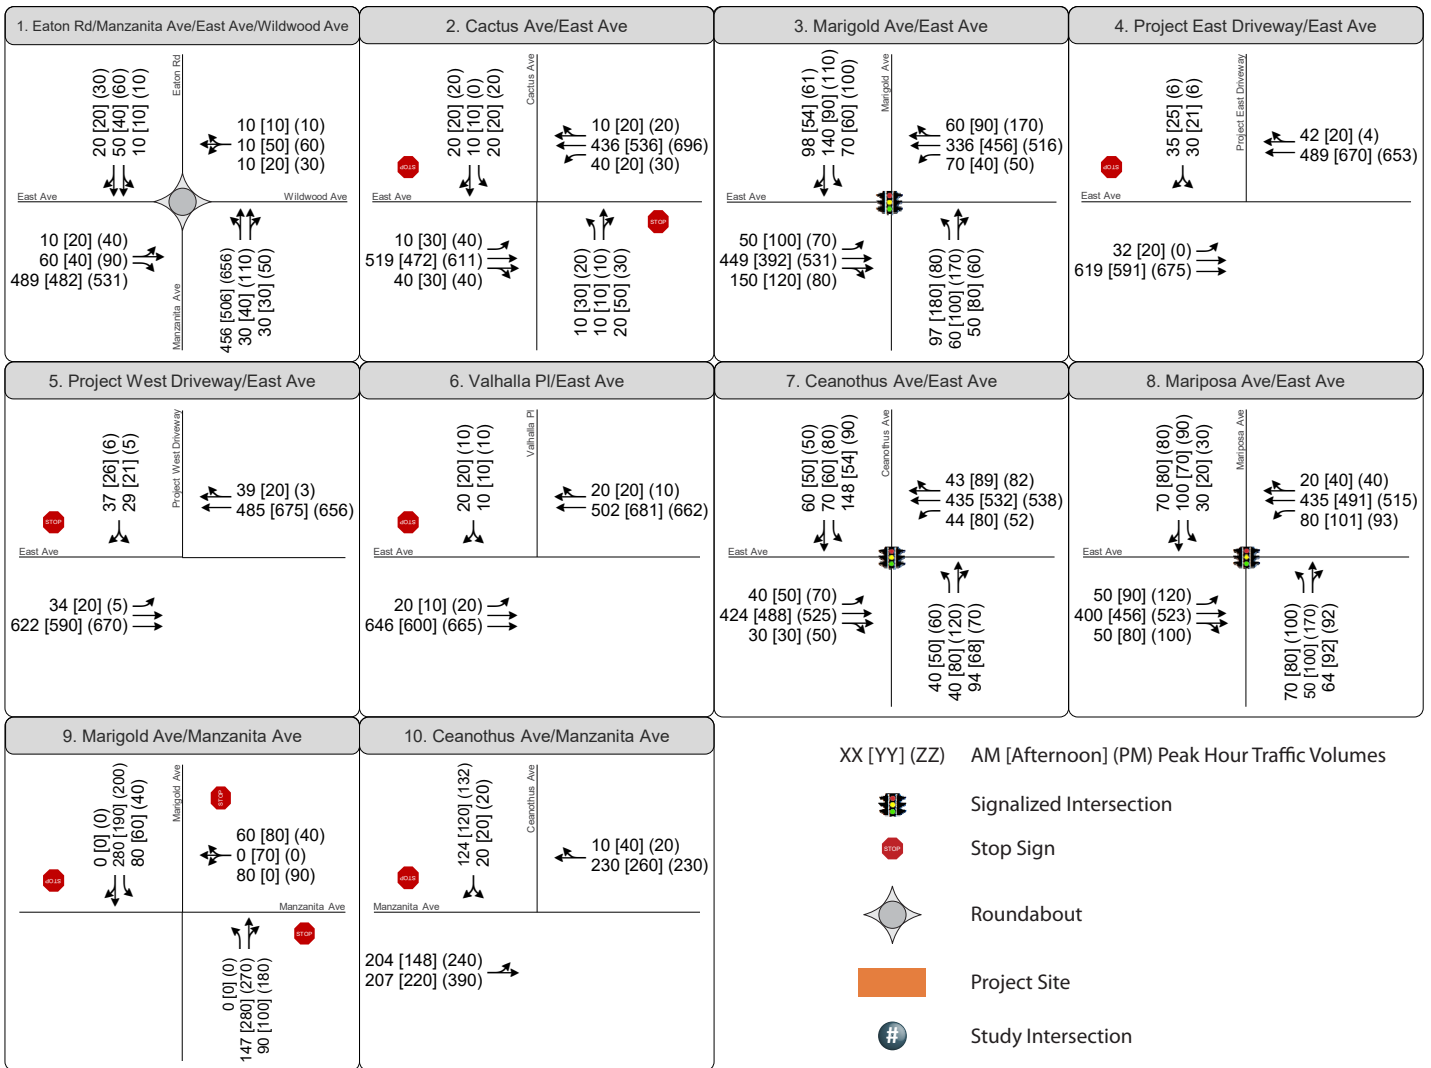 1. Eaton Rd/Manzanita Ave/East Ave/Wildwood Ave
20 [20] (30)
50 [40] (60)
10 [10] (10)
Eaton Rd
10 [10] (10)
10 [50] (60)
10 [20] (30)
East Ave
Wildwood Ave
10 [20] (40)
60 [40] (90)
489 [482] (531)
Manzanita Ave
456 [506] (656)
30 [40] (110)
30 [30] (50)
2. Cactus Ave/East Ave
20 [20] (20)
10 [10] (0)
20 [20] (20)
Cactus Ave
10 [20] (20)
436 [536] (696)
40 [20] (30)
STOP
East Ave
STOP
10 [30] (40)
519 [472] (611)
40 [30] (40)
10 [30] (20)
10 [10] (10)
20 [50] (30)
3. Marigold Ave/East Ave
98 [54] (61)
140 [90] (110)
70 [60] (100)
Marigold Ave
60 [90] (170)
336 [456] (516)
70 [40] (50)
East Ave
50 [100] (70)
449 [392] (531)
150 [120] (80)
97 [180] (80)
60 [100] (170)
50 [80] (60)
4. Project East Driveway/East Ave
35 [25] (6)
30 [21] (6)
Project East Driveway
42 [20] (4)
489 [670] (653)
STOP
East Ave
32 [20] (0)
619 [591] (675)
5. Project West Driveway/East Ave
37 [26] (6)
29 [21] (5)
Project West Driveway
39 [20] (3)
485 [675] (656)
STOP
East Ave
34 [20] (5)
622 [590] (670)
6. Valhalla Pl/East Ave
20 [20] (10)
10 [10] (10)
Valhalla Pl
20 [20] (10)
502 [681] (662)
STOP
East Ave
20 [10] (20)
646 [600] (665)
7. Ceanothus Ave/East Ave
60 [50] (50)
70 [60] (80)
148 [54] (90)
Ceanothus Ave
43 [89] (82)
435 [532] (538)
44 [80] (52)
East Ave
40 [50] (70)
424 [488] (525)
30 [30] (50)
40 [50] (60)
40 [80] (120)
94 [68] (70)
8. Mariposa Ave/East Ave
70 [80] (80)
100 [70] (90)
30 [20] (30)
Mariposa Ave
20 [40] (40)
435 [491] (515)
80 [101] (93)
East Ave
50 [90] (120)
400 [456] (523)
50 [80] (100)
70 [80] (100)
50 [100] (170)
64 [92] (92)
9. Marigold Ave/Manzanita Ave
0 [0] (0)
280 [190] (200)
80 [60] (40)
Marigold Ave
STOP
60 [80] (40)
0 [70] (0)
80 [0] (90)
STOP
Manzanita Ave
STOP
0 [0] (0)
147 [280] (270)
90 [100] (180)
10. Ceanothus Ave/Manzanita Ave
124 [120] (132)
20 [20] (20)
Ceanothus Ave
10 [40] (20)
230 [260] (230)
STOP
Manzanita Ave
204 [148] (240)
207 [220] (390)
XX [YY] (ZZ) AM [Afternoon] (PM) Peak Hour Traffic Volumes
Signalized Intersection
STOP Stop Sign
Roundabout
Project Site
# Study Intersection